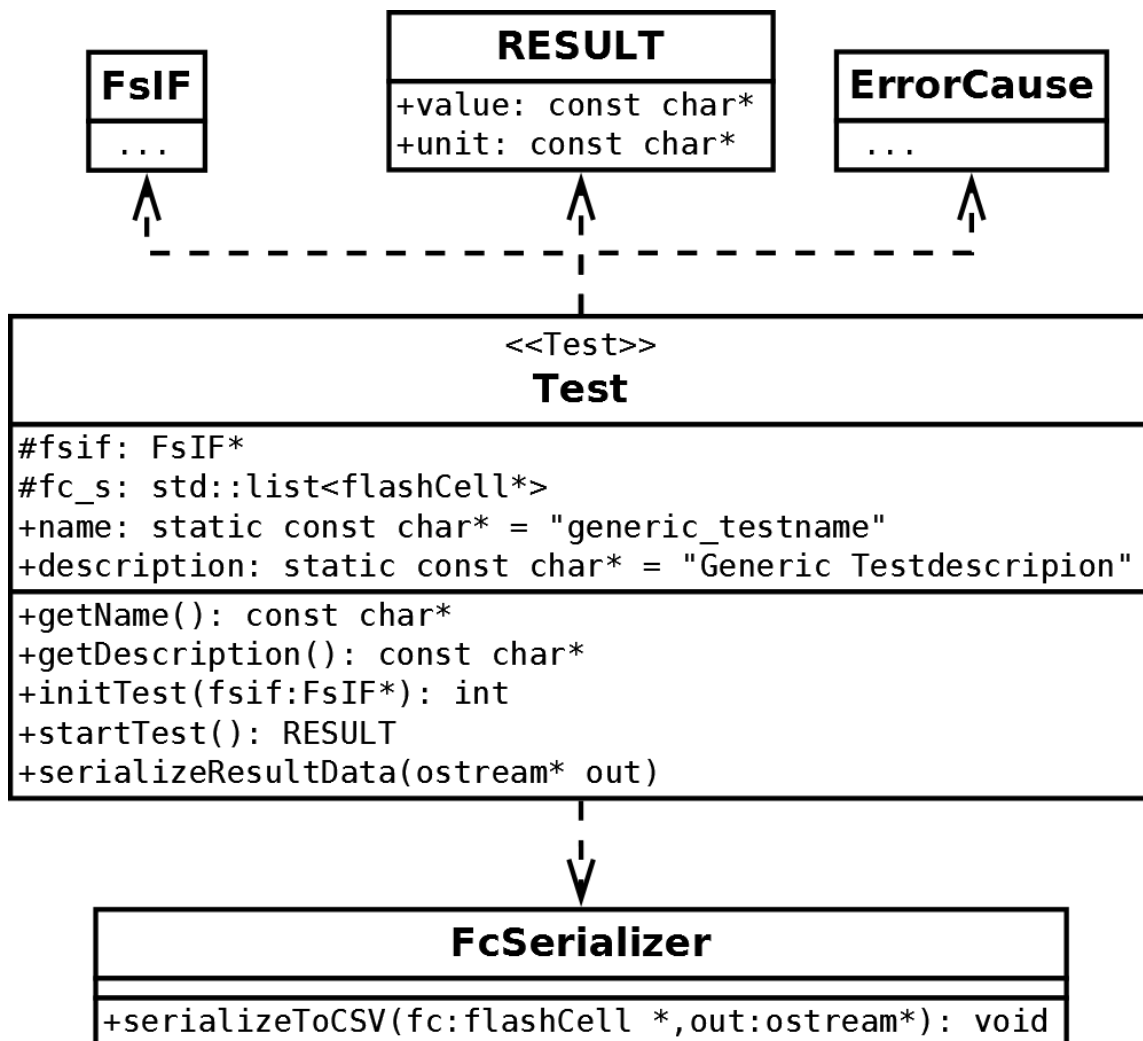 FsIF
...
RESULT
+value: const char*
+unit: const char*
ErrorCause
...
<<Test>>
Test
#fsif: FsIF*
#fc_s: std::list<flashCell*>
+name: static const char* = "generic_testname"
+description: static const char* = "Generic Testdescripion"
+getName(): const char*
+getDescription(): const char*
+initTest(fsif:FsIF*): int
+startTest(): RESULT
+serializeResultData(ostream* out)
FcSerializer
+serializeToCSV(fc:flashCell *,out:ostream*): void